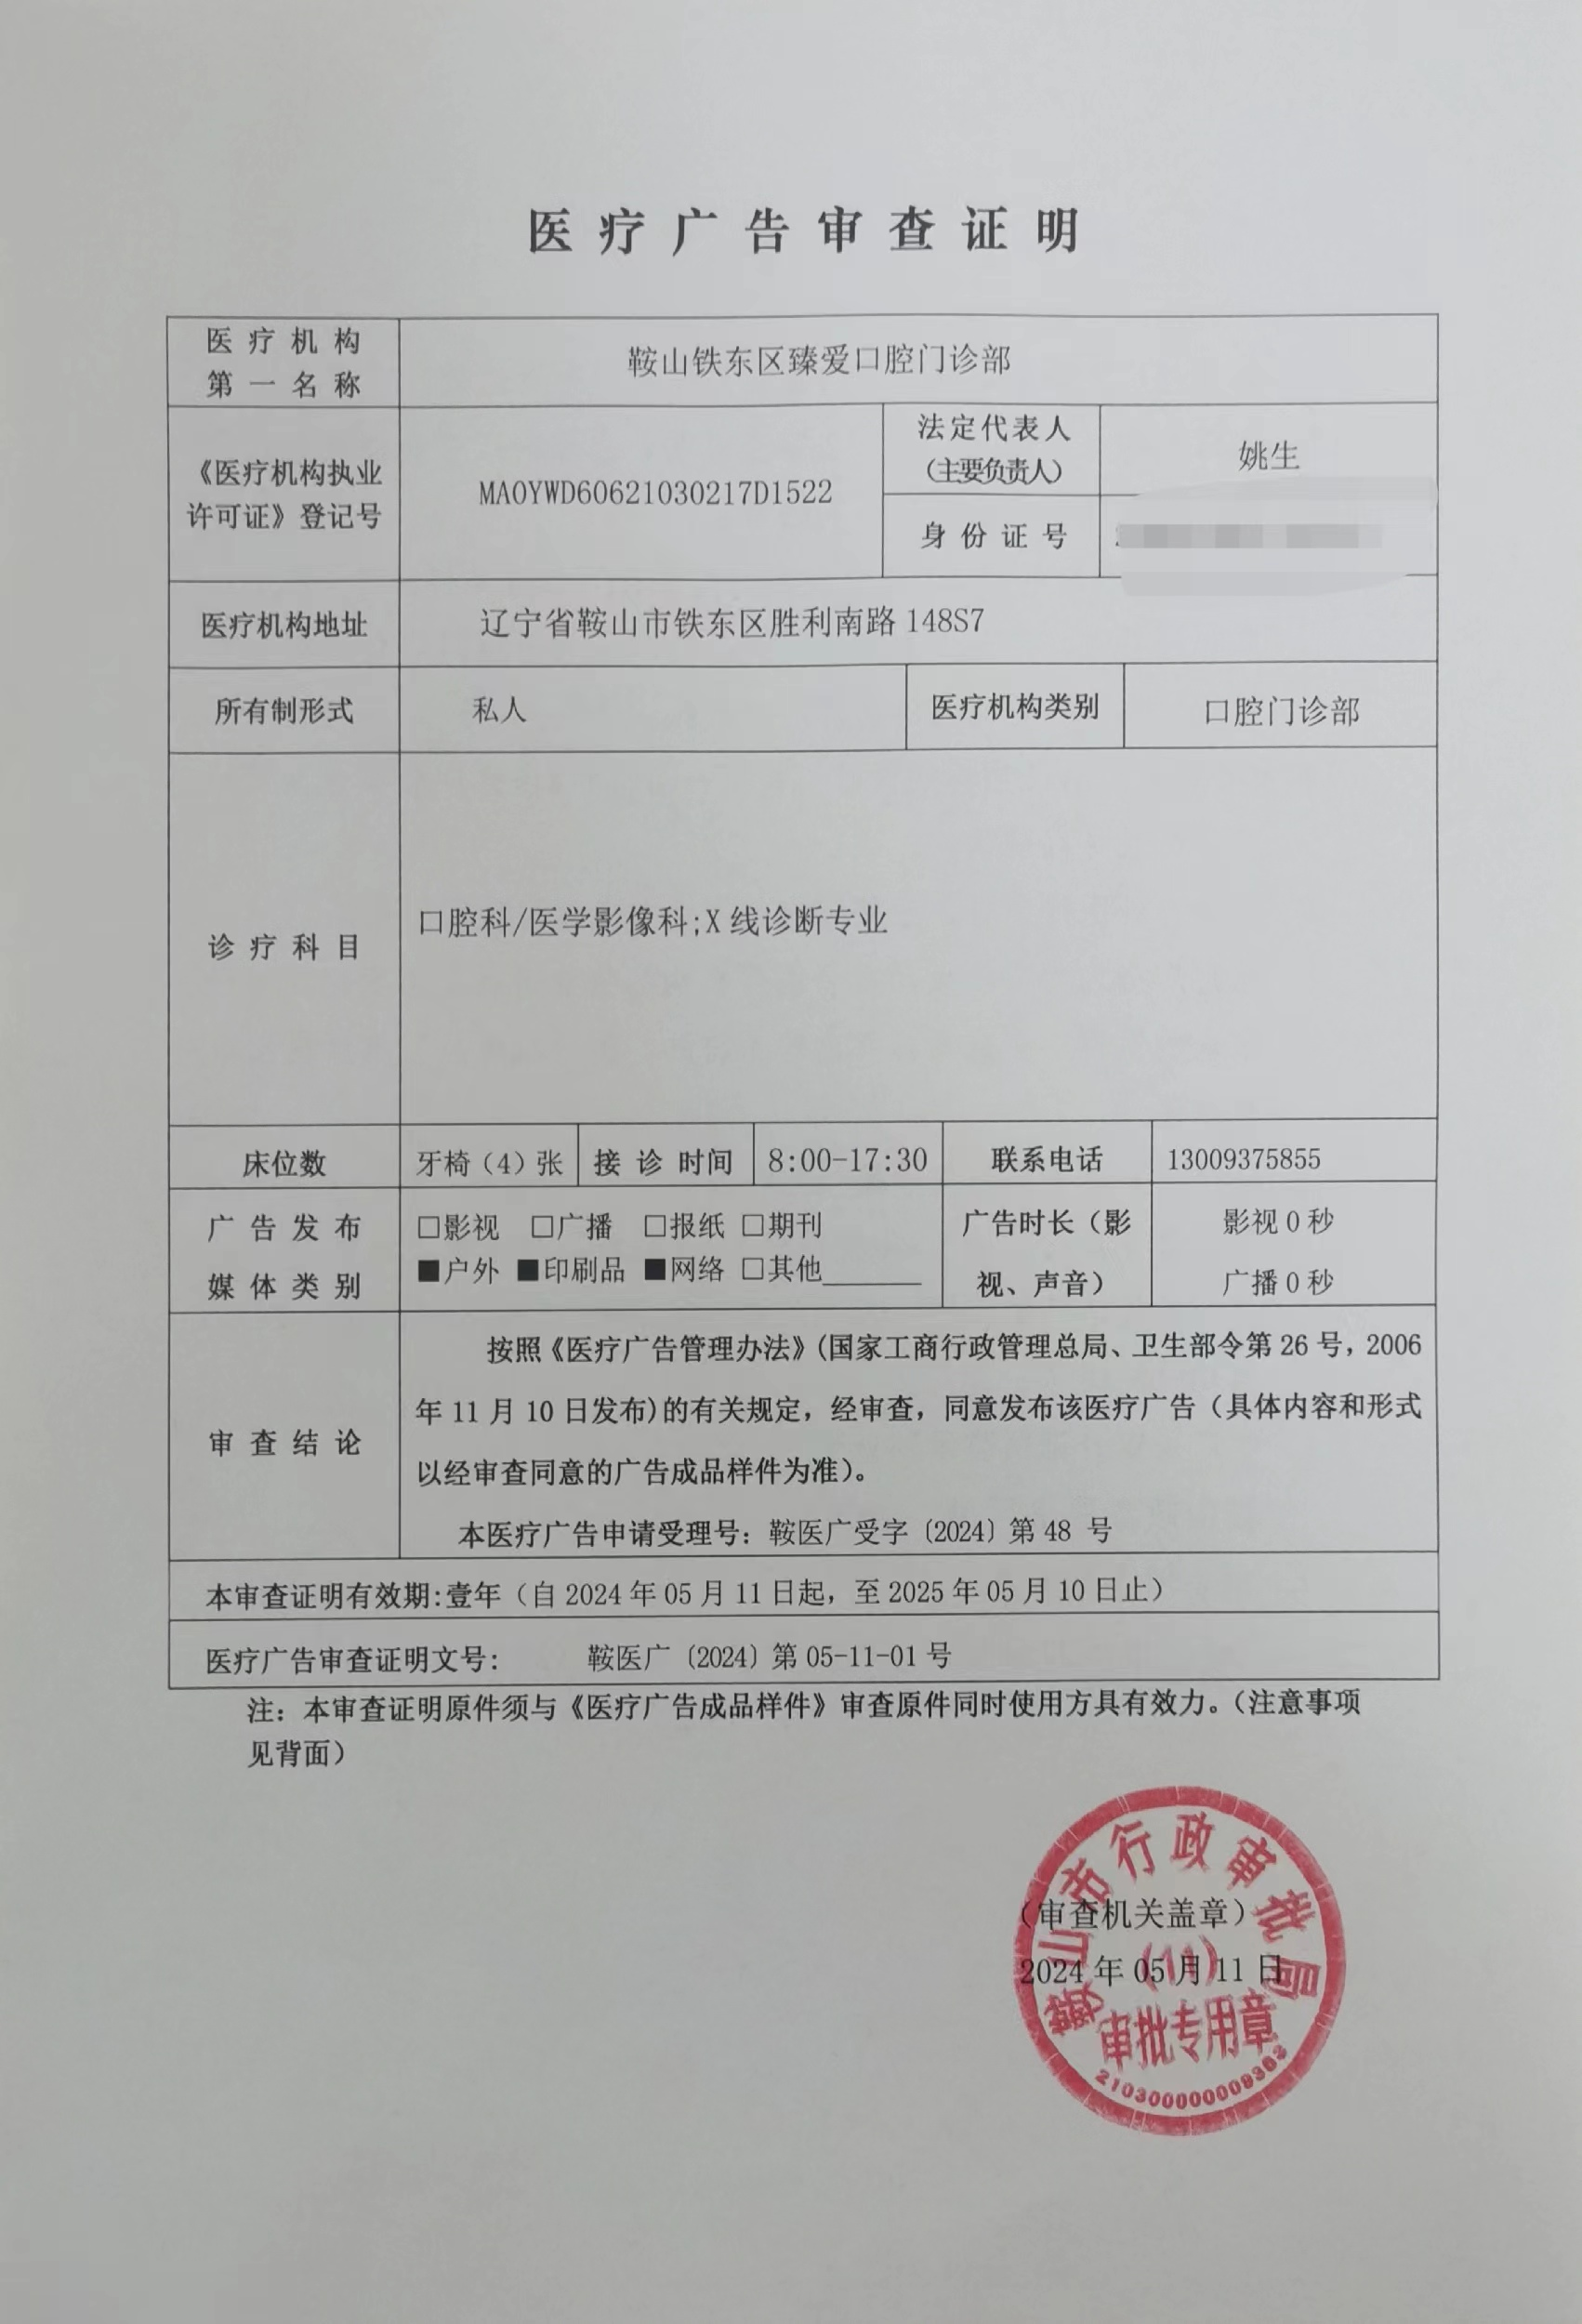 医疗广告审查证明
医疗机构
第一名称
鞍山铁东区臻爱口腔门诊部
《医疗机构执业
许可证》登记号
MA0YWD60621030217D1522
法定代表人
（主要负责人）
姚生
身份证号
医疗机构地址
辽宁省鞍山市铁东区胜利南路148S7
所有制形式
私人
医疗机构类别
口腔门诊部
诊疗科目
口腔科/医学影像科;X线诊断专业
床位数
牙椅（4）张
接诊时间
8:00-17:30
联系电话
13009375855
广告发布
媒体类别
□影视 □广播 □报纸 □期刊
■户外 ■印刷品 ■网络 □其他______
广告时长（影
视、声音）
影视0秒
广播0秒
审查结论
按照《医疗广告管理办法》(国家工商行政管理总局、卫生部令第26号，2006
年11月10日发布)的有关规定，经审查，同意发布该医疗广告（具体内容和形式
以经审查同意的广告成品样件为准）。
本医疗广告申请受理号：鞍医广受字〔2024〕第48 号
本审查证明有效期:壹年（自2024年05月11日起，至2025年05月10日止）
医疗广告审查证明文号： 鞍医广〔2024〕第05-11-01号
注：本审查证明原件须与《医疗广告成品样件》审查原件同时使用方具有效力。（注意事项
见背面）
鞍山市行政审批局
（审查机关盖章）
(11)
2024年05月11日
审批专用章
2103000000009303